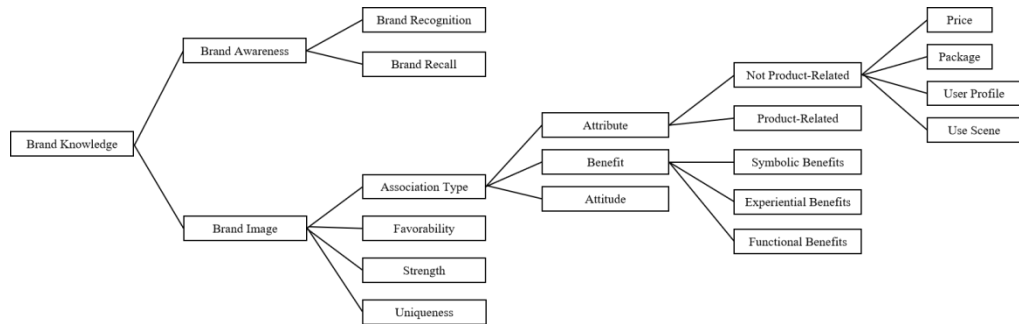 Brand Knowledge
Brand Awareness
Brand Recognition
Brand Recall
Brand Image
Association Type
Favorability
Strength
Uniqueness
Attribute
Benefit
Attitude
Not Product-Related
Product-Related
Symbolic Benefits
Experiential Benefits
Functional Benefits
Price
Package
User Profile
Use Scene